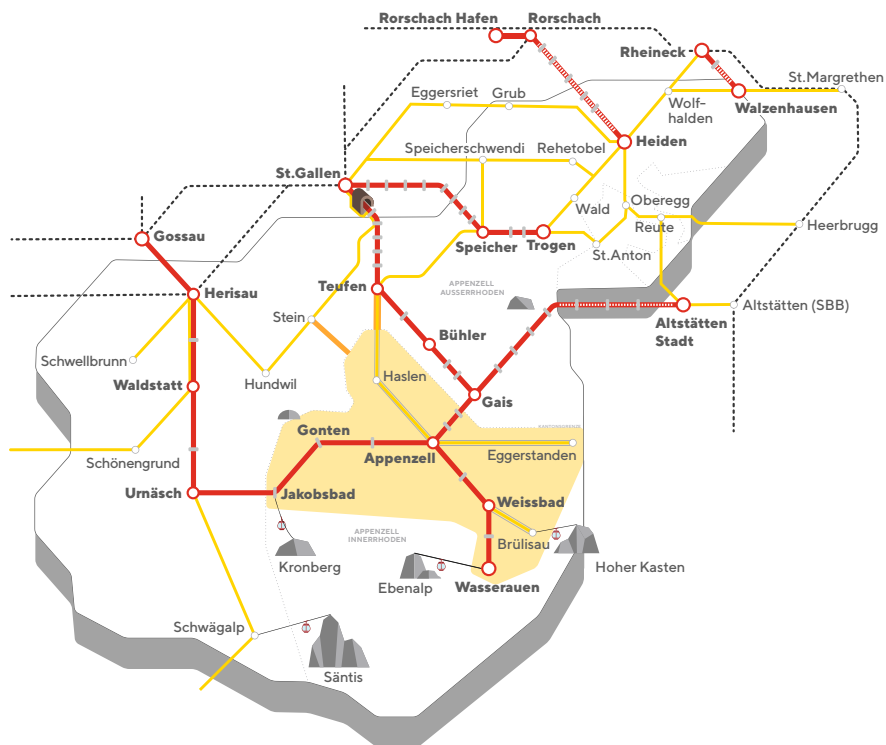 Rorschach Hafen
Rorschach
Rheineck
St.Margrethen
Eggersriet
Grub
Wolf-
halden
Walzenhausen
Heiden
Speicherschwendi
Rehetobel
St.Gallen
Oberegg
Wald
Reute
Heerbrugg
Gossau
Speicher
Trogen
St.Anton
Teufen
APPENZELL
AUSSERRHODEN
Herisau
Altstätten (SBB)
Altstätten
Stadt
Stein
Bühler
Schwellbrunn
Hundwil
Haslen
Waldstatt
Gais
Gonten
KANTONSGRENZE
Schönengrund
Appenzell
Eggerstanden
Urnäsch
Jakobsbad
Weissbad
APPENZELL
INNERRHODEN
Brülisau
Kronberg
Ebenalp
Wasserauen
Hoher Kasten
Schwägalp
Säntis